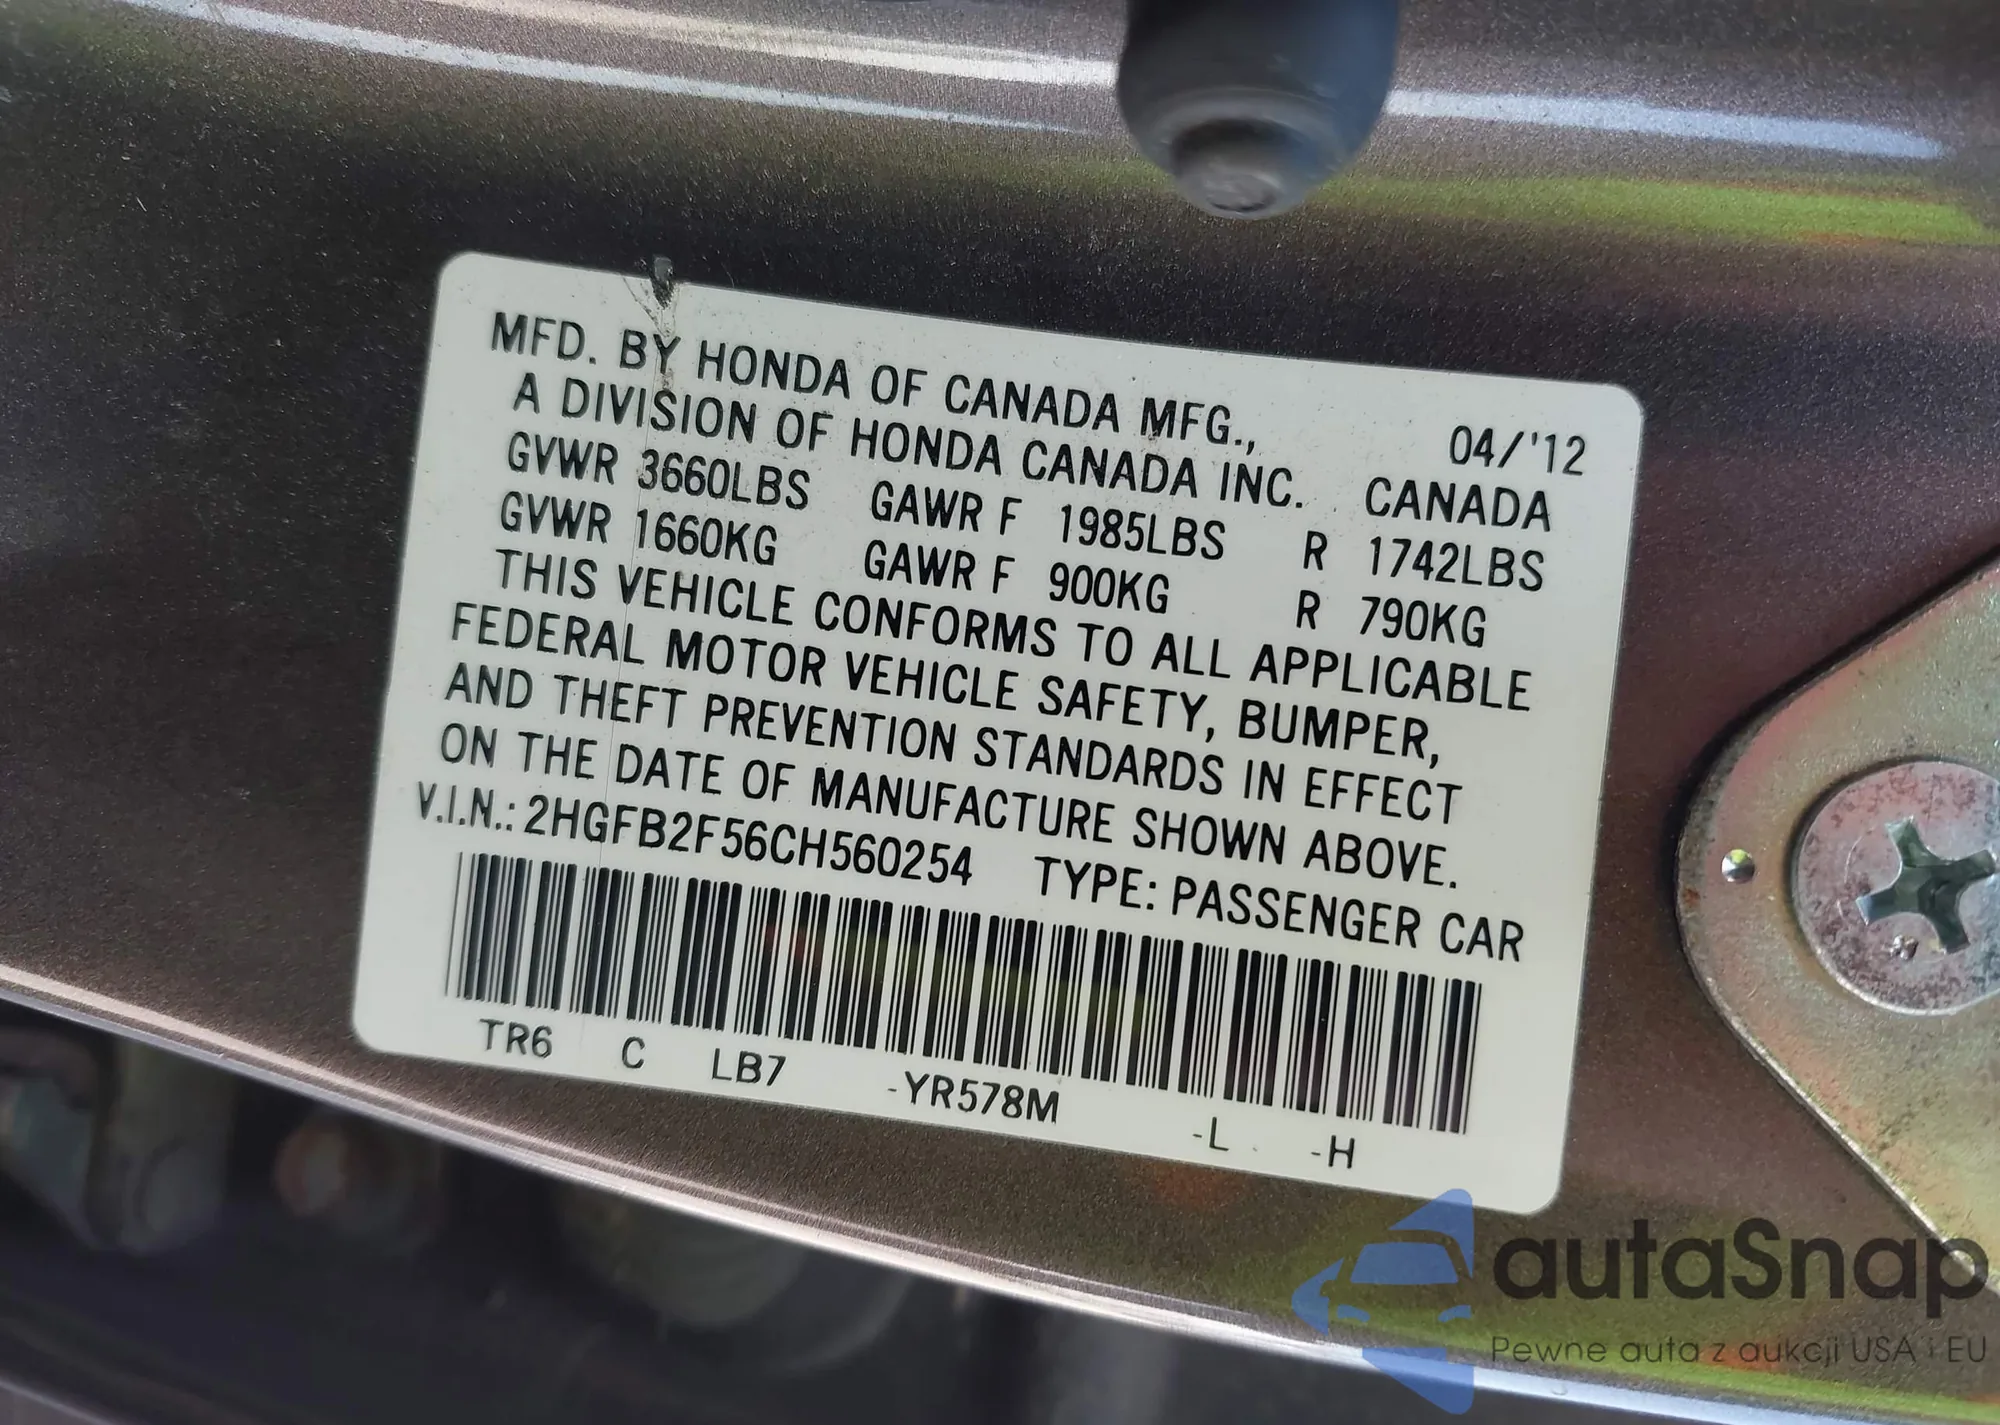 MFD. BY HONDA OF CANADA MFG., 04/'12
A DIVISION OF HONDA CANADA INC. CANADA
GVWR 3660LBS GAWR F 1985LBS R 1742LBS
GVWR 1660KG GAWR F 900KG R 790KG
THIS VEHICLE CONFORMS TO ALL APPLICABLE
FEDERAL MOTOR VEHICLE SAFETY, BUMPER,
AND THEFT PREVENTION STANDARDS IN EFFECT
ON THE DATE OF MANUFACTURE SHOWN ABOVE.
V.I.N.: 2HGFB2F56CH560254 TYPE: PASSENGER CAR
TR6 C LB7 -YR578M -L -H
autaSnap
Pewne auta z aukcji USA i EU